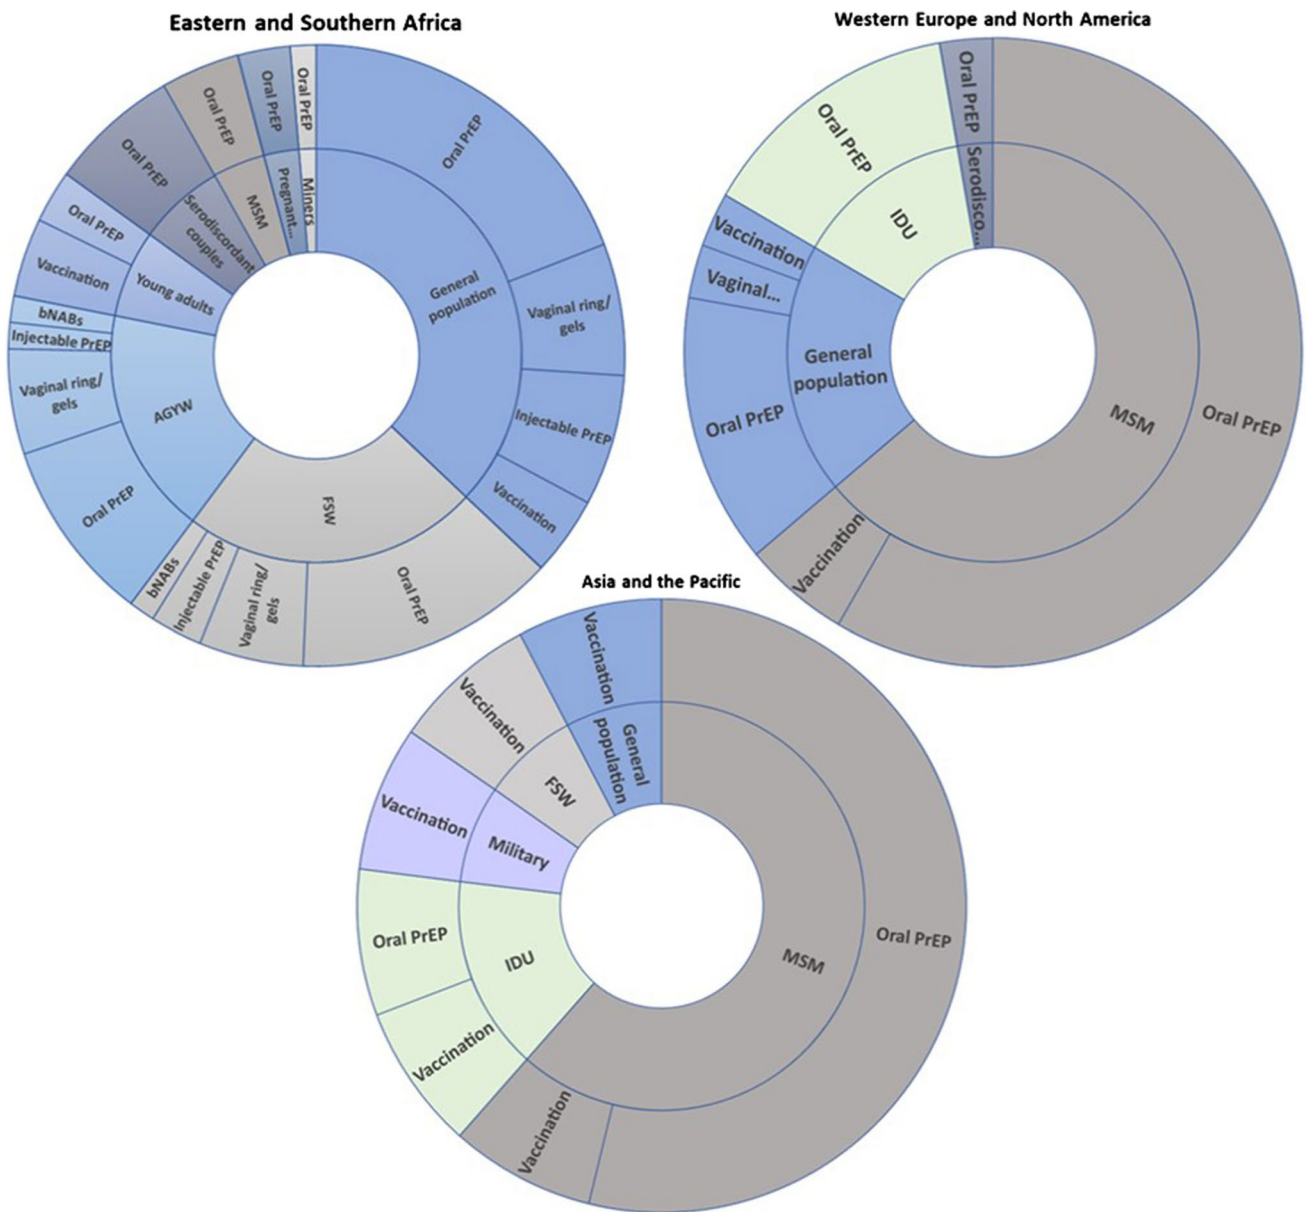 Eastern and Southern Africa
Oral PrEP
General
population
Vaginal ring/
gels
Injectable PrEP
Vaccination
FSW
Oral PrEP
Vaginal ring/
gels
Injectable PrEP
bNABs
AGYW
Oral PrEP
Vaginal ring/
gels
Injectable PrEP
bNABs
Young adults
Vaccination
Oral PrEP
Serodiscordant
couples
Oral PrEP
MSM
Oral PrEP
Pregnant...
Oral PrEP
Miners
Oral PrEP
Western Europe and North America
MSM
Oral PrEP
Vaccination
General
population
Oral PrEP
Vaginal...
Vaccination
IDU
Oral PrEP
Serodisco...
Oral PrEP
Asia and the Pacific
MSM
Oral PrEP
Vaccination
IDU
Vaccination
Oral PrEP
Military
Vaccination
FSW
Vaccination
General
population
Vaccination